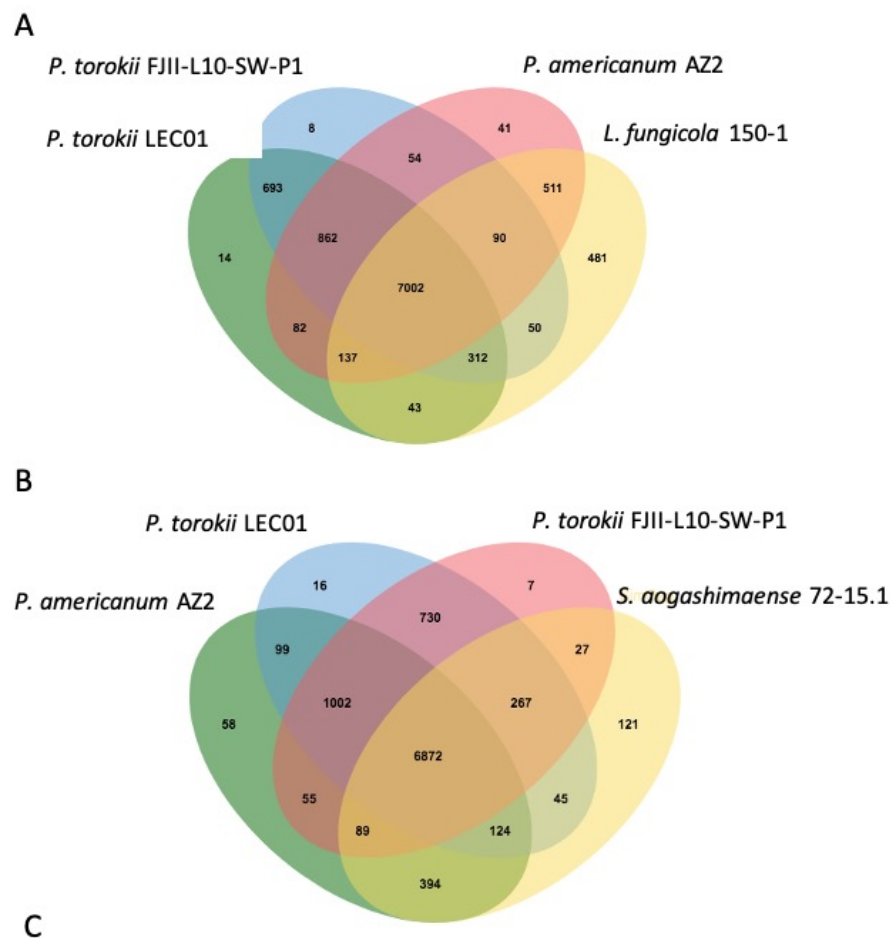 A
P. torokii FJII-L10-SW-P1
P. americanum AZ2
P. torokii LEC01
L. fungicola 150-1
8
41
54
693
511
862
90
14
481
7002
82
50
137
312
43
B
P. torokii LEC01
P. torokii FJII-L10-SW-P1
P. americanum AZ2
S. aogashimaense 72-15.1
16
7
730
99
27
1002
267
58
121
6872
55
45
89
124
394
C